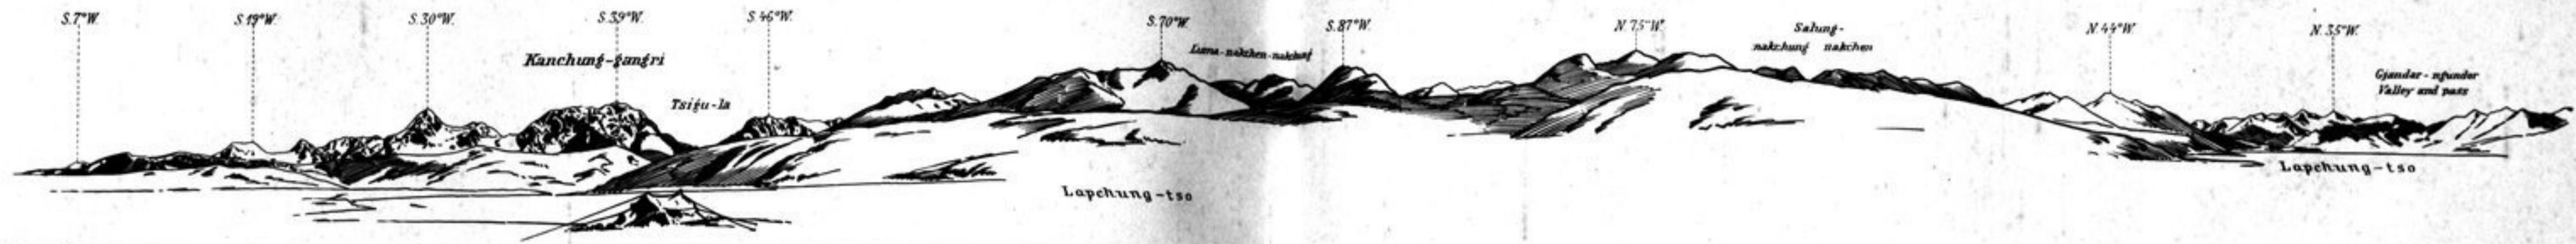 S.7°W.
S.19°W.
S.30°W.
S.39°W.
S.46°W.
S.70°W.
S.87°W.
N.75°W.
N.44°W.
N.35°W.
Kanchung-gangri
Tsigu-la
Luma-nakchen-nakchung
Salung-
nakchung nakchen
Gjandar-ngunder
Valley and pass
Lapchung-tso
Lapchung-tso